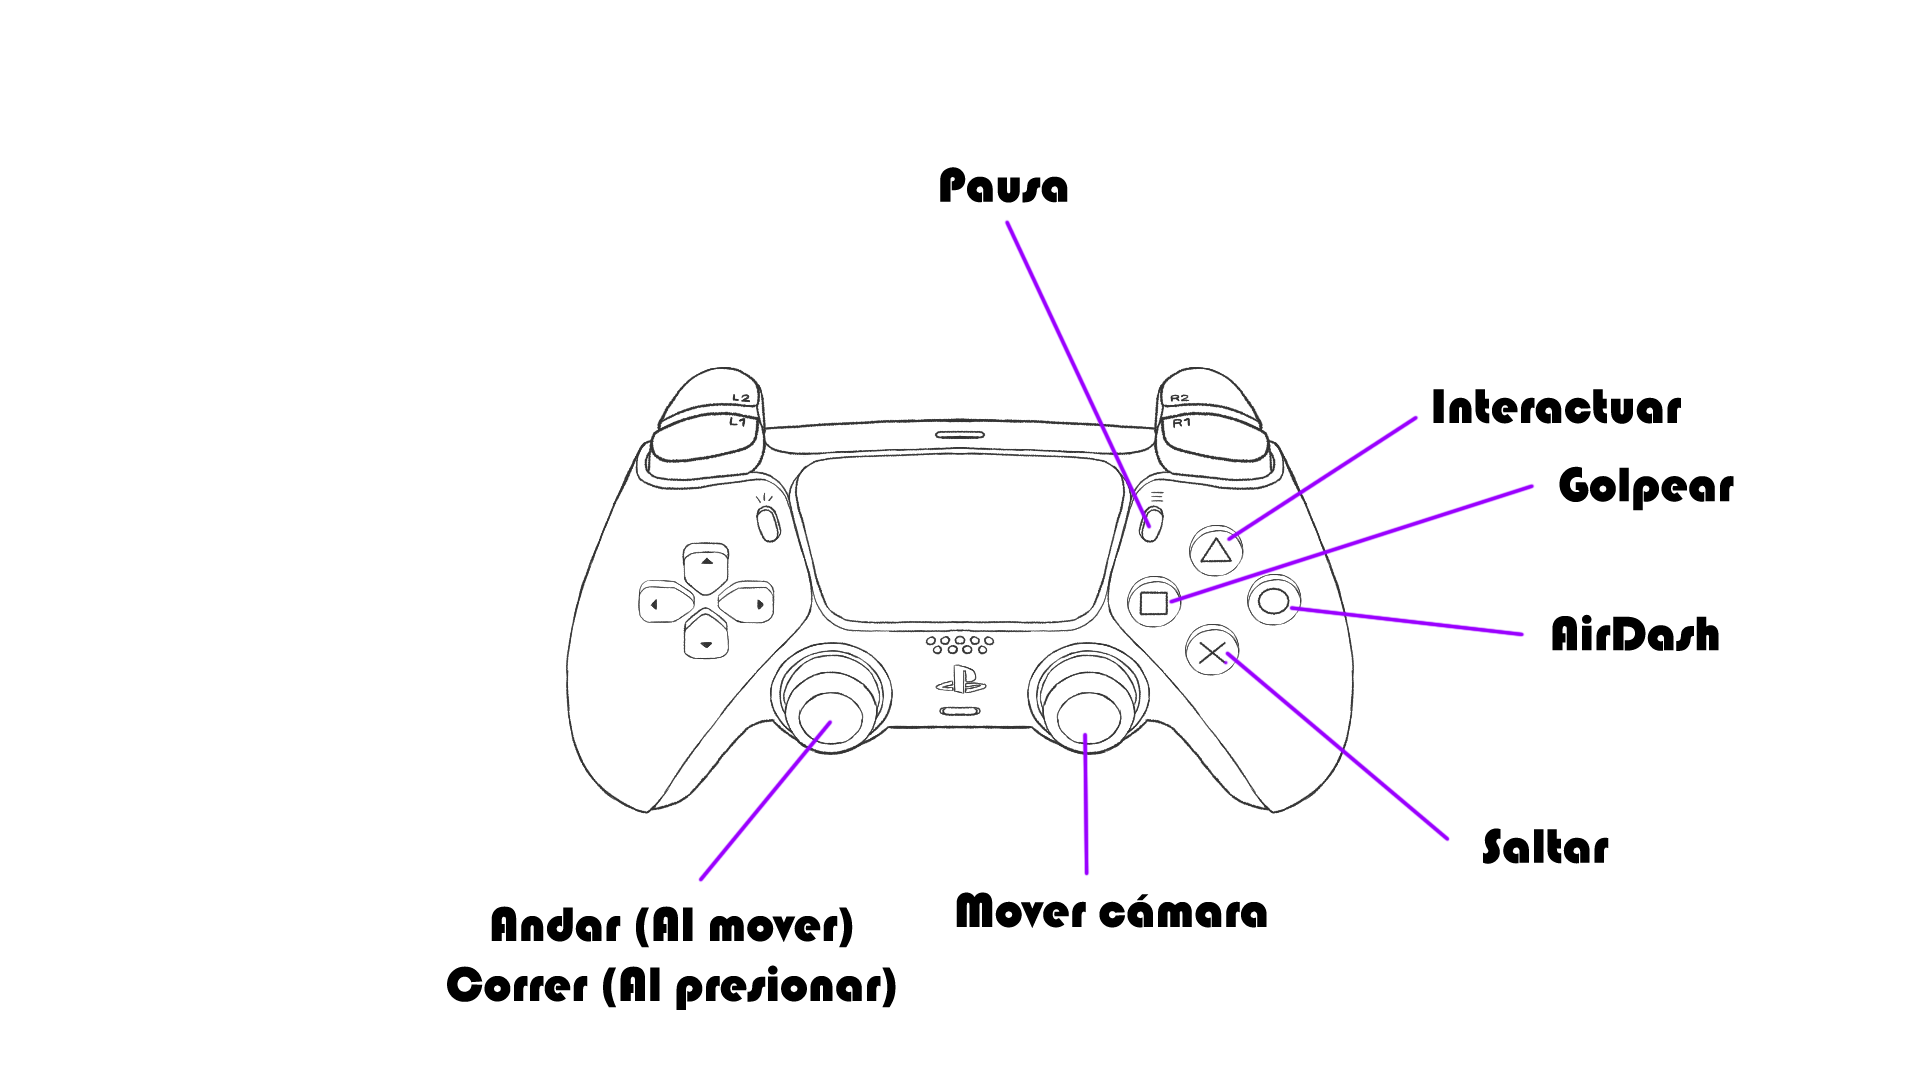 Pausa
L2
R2
L1
R1
Interactuar
Golpear
AirDash
Saltar
Mover cámara
Andar (Al mover)
Correr (Al presionar)